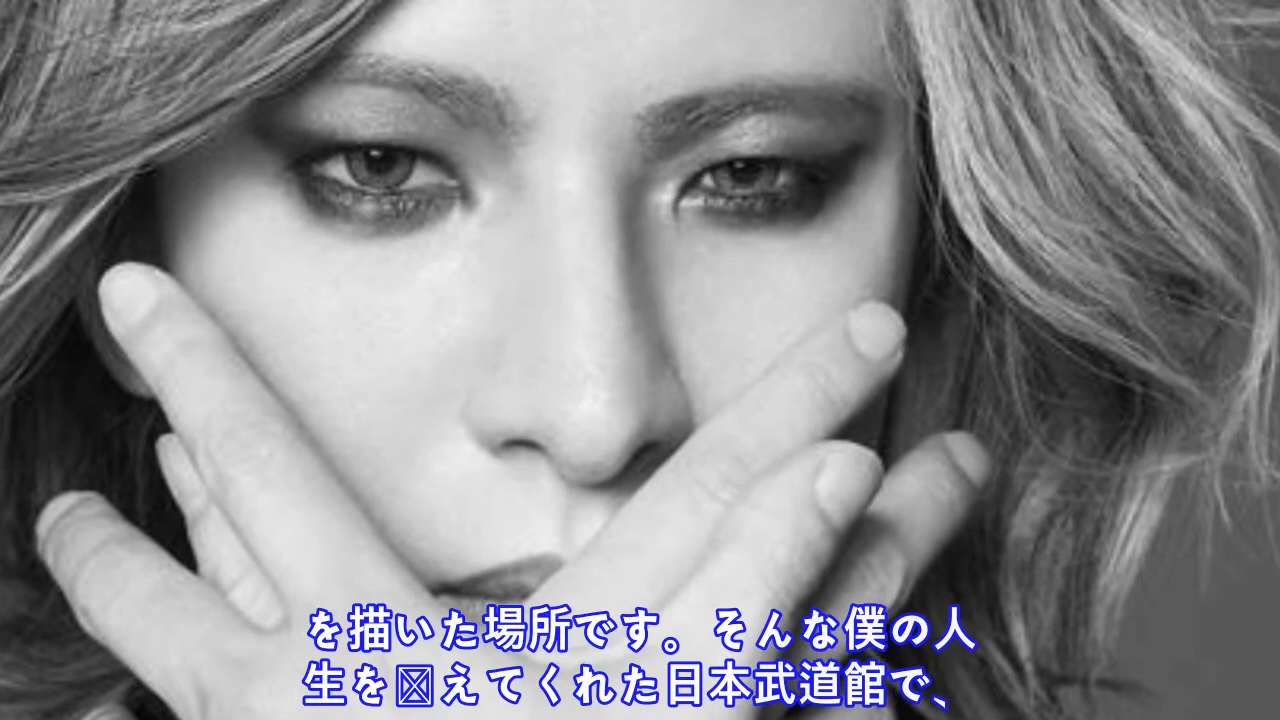 を描いた場所です。そんな僕の人
生を〼えてくれた日本武道館で、